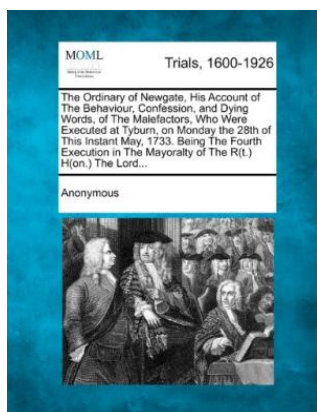 MOML
Trials, 1600-1926
The Ordinary of Newgate, His Account of
The Behaviour, Confession, and Dying
Words, of The Malefactors, Who Were
Executed at Tyburn, on Monday the 28th of
This Instant May, 1733. Being The Fourth
Execution in The Mayoralty of The R(t.)
H(on.) The Lord...
Anonymous